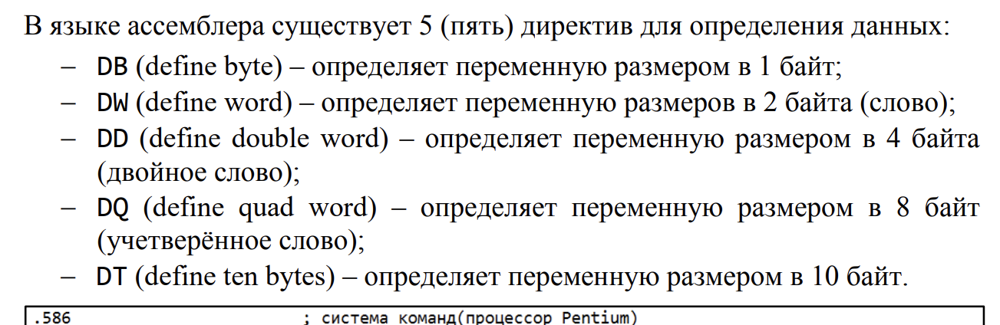 В языке ассемблера существует 5 (пять) директив для определения данных:
– DB (define byte) – определяет переменную размером в 1 байт;
– DW (define word) – определяет переменную размеров в 2 байта (слово);
– DD (define double word) – определяет переменную размером в 4 байта
(двойное слово);
– DQ (define quad word) – определяет переменную размером в 8 байт
(учетверённое слово);
– DT (define ten bytes) – определяет переменную размером в 10 байт.
.586 ; система команд(процессор Pentium)